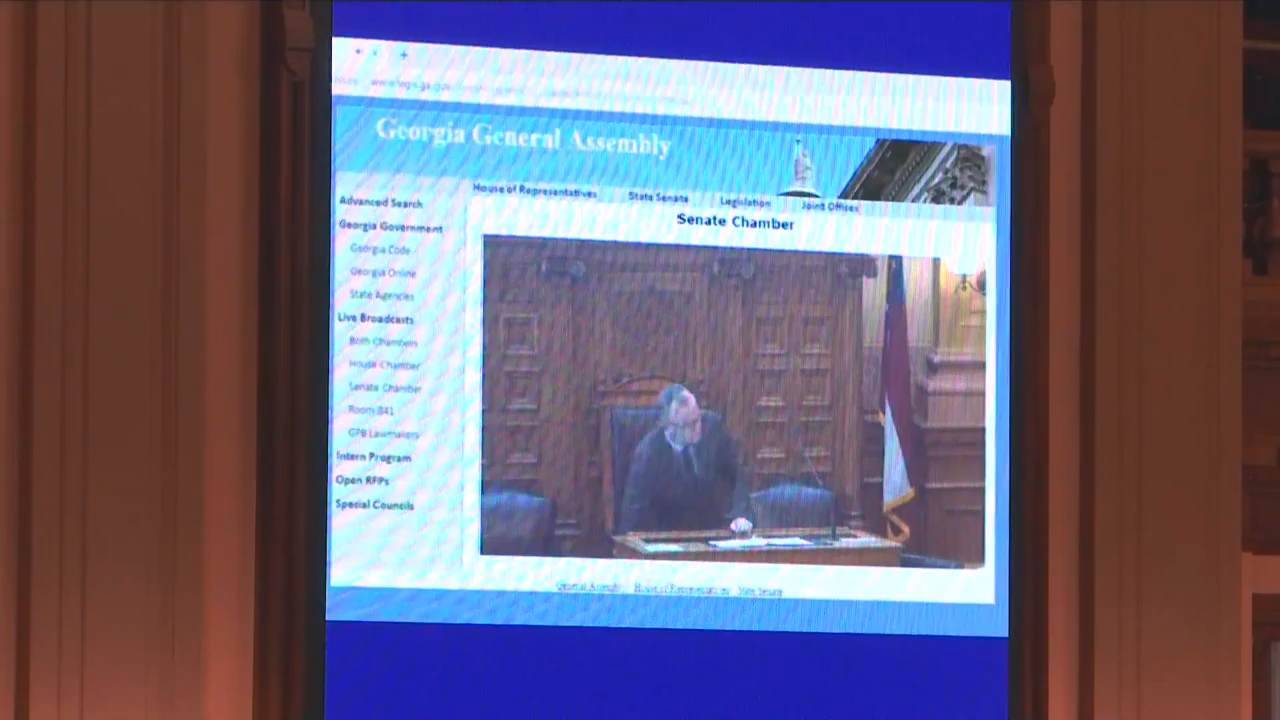 Georgia General Assembly
House of Representatives State Senate Legislation Joint Offices
Senate Chamber
Advanced Search
Georgia Government
Georgia Code
Georgia Online
State Agencies
Live Broadcasts
Both Chambers
House Chamber
Senate Chamber
Room 341
GPB Lawmakers
Intern Program
Open RFPs
Special Councils
General Assembly House of Representatives State Senate